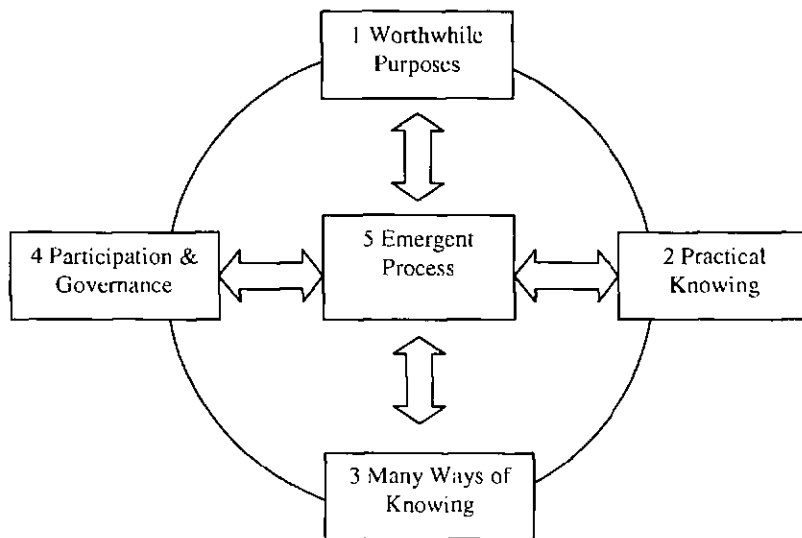 1 Worthwhile
Purposes
4 Participation &
Governance
5 Emergent
Process
2 Practical
Knowing
3 Many Ways of
Knowing